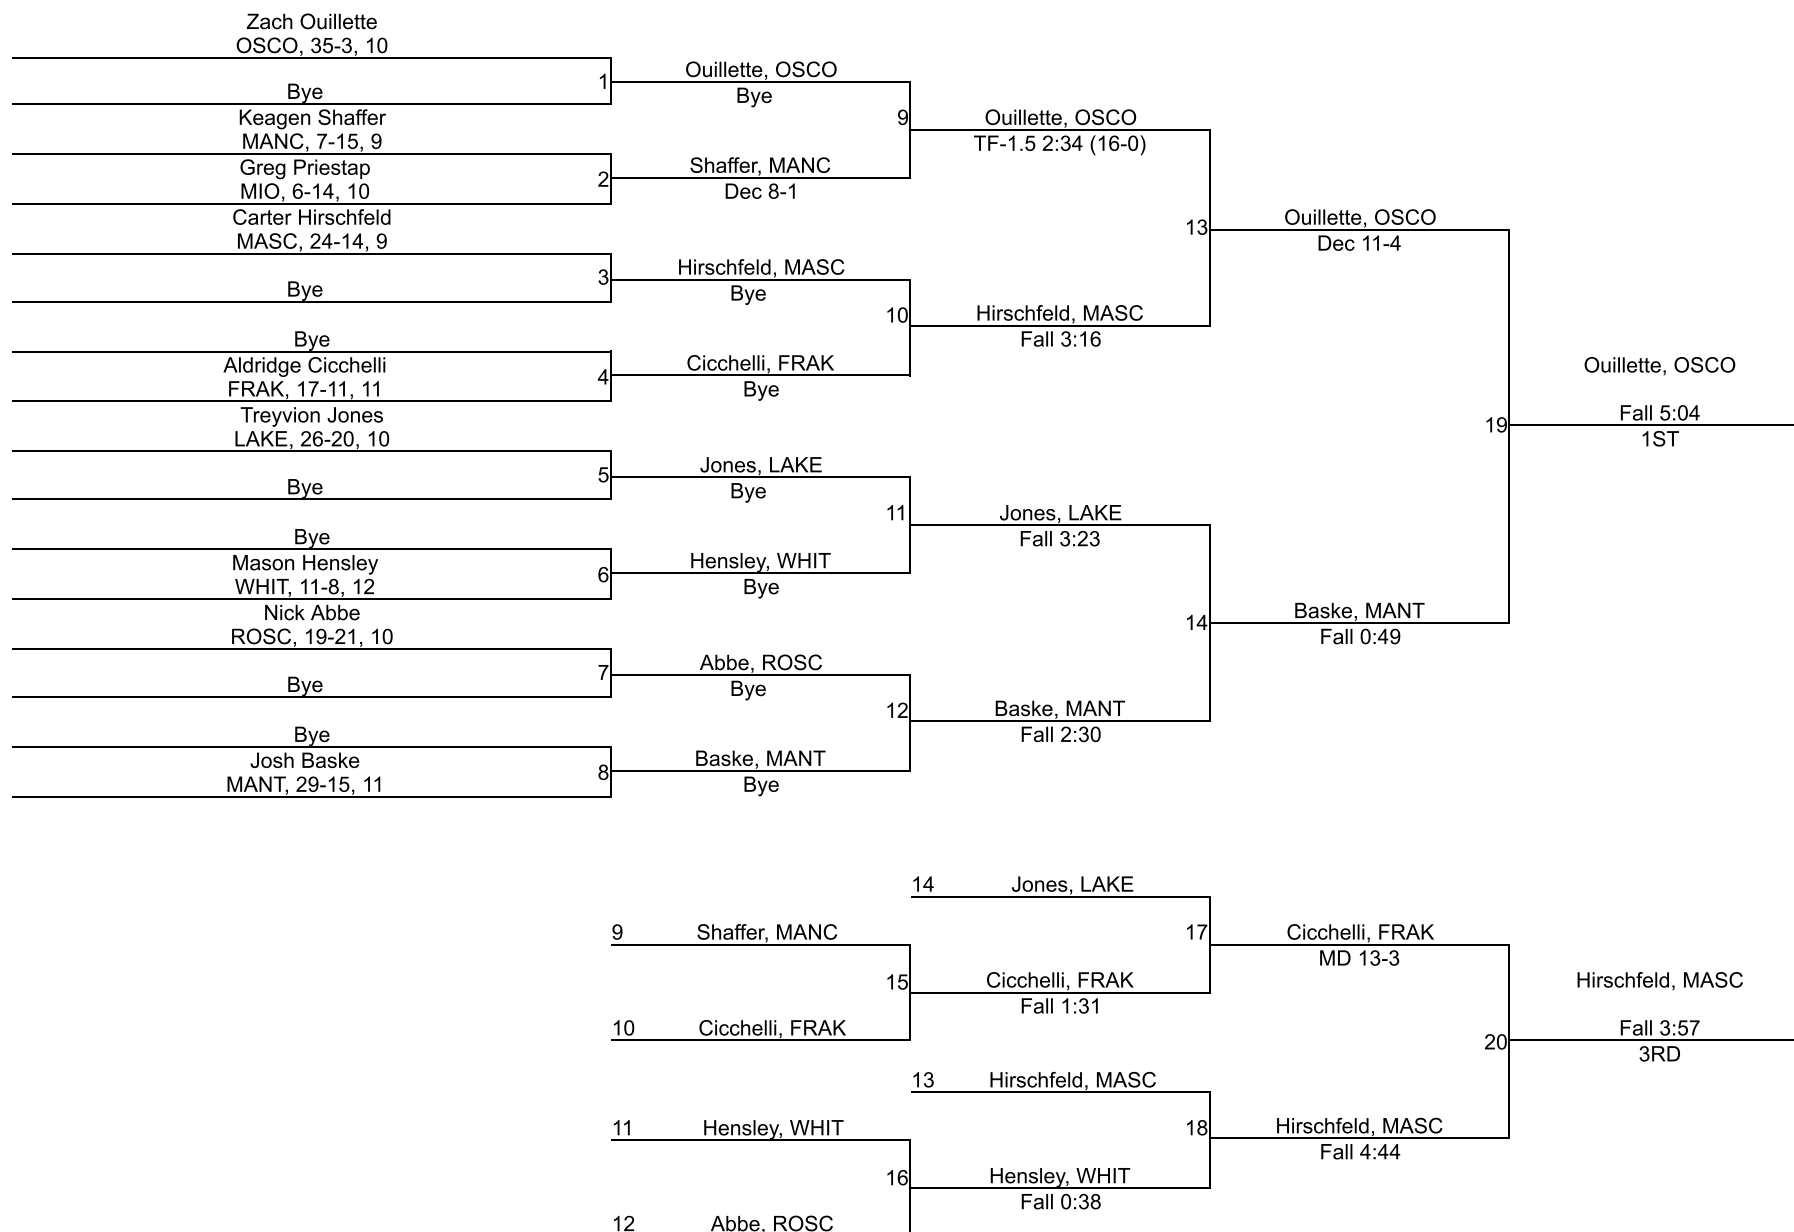 Zach Ouillette
OSCO, 35-3, 10
Bye
1
Keagen Shaffer
MANC, 7-15, 9
Greg Priestap
MIO, 6-14, 10
2
Carter Hirschfeld
MASC, 24-14, 9
Bye
3
Bye
Aldridge Cicchelli
FRAK, 17-11, 11
4
Treyvion Jones
LAKE, 26-20, 10
Bye
5
Bye
Mason Hensley
WHIT, 11-8, 12
6
Nick Abbe
ROSC, 19-21, 10
Bye
7
Bye
Josh Baske
MANT, 29-15, 11
8
Ouillette, OSCO
Bye
9
Shaffer, MANC
Dec 8-1
Hirschfeld, MASC
Bye
10
Cicchelli, FRAK
Bye
Jones, LAKE
Bye
11
Hensley, WHIT
Bye
Abbe, ROSC
Bye
12
Baske, MANT
Bye
Ouillette, OSCO
TF-1.5 2:34 (16-0)
13
Hirschfeld, MASC
Fall 3:16
Jones, LAKE
Fall 3:23
14
Baske, MANT
Fall 2:30
Ouillette, OSCO
Dec 11-4
19
Baske, MANT
Fall 0:49
Ouillette, OSCO
Fall 5:04
1ST
9 Shaffer, MANC
15
10 Cicchelli, FRAK
11 Hensley, WHIT
16
12 Abbe, ROSC
14 Jones, LAKE
17
Cicchelli, FRAK
Fall 1:31
13 Hirschfeld, MASC
18
Hensley, WHIT
Fall 0:38
Cicchelli, FRAK
MD 13-3
20
Hirschfeld, MASC
Fall 4:44
Hirschfeld, MASC
Fall 3:57
3RD